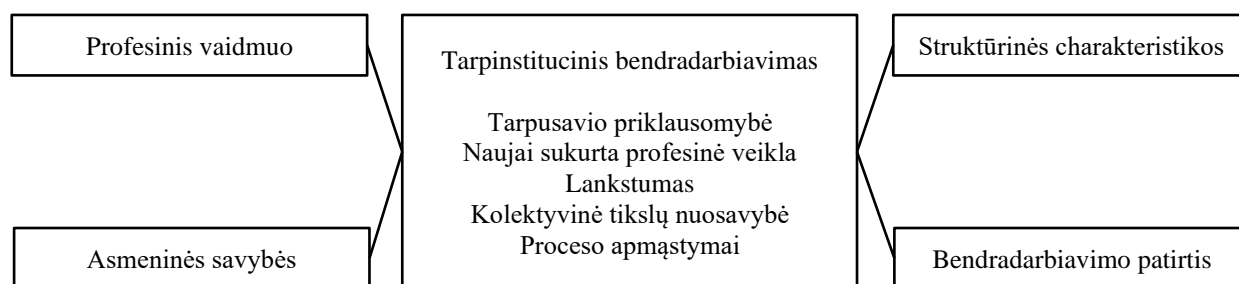 Profesinis vaidmuo
Asmeninės savybės
Tarpinstitucinis bendradarbiavimas
Tarpusavio priklausomybė
Naujai sukurta profesinė veikla
Lankstumas
Kolektyvinė tikslų nuosavybė
Proceso apmąstymai
Struktūrinės charakteristikos
Bendradarbiavimo patirtis